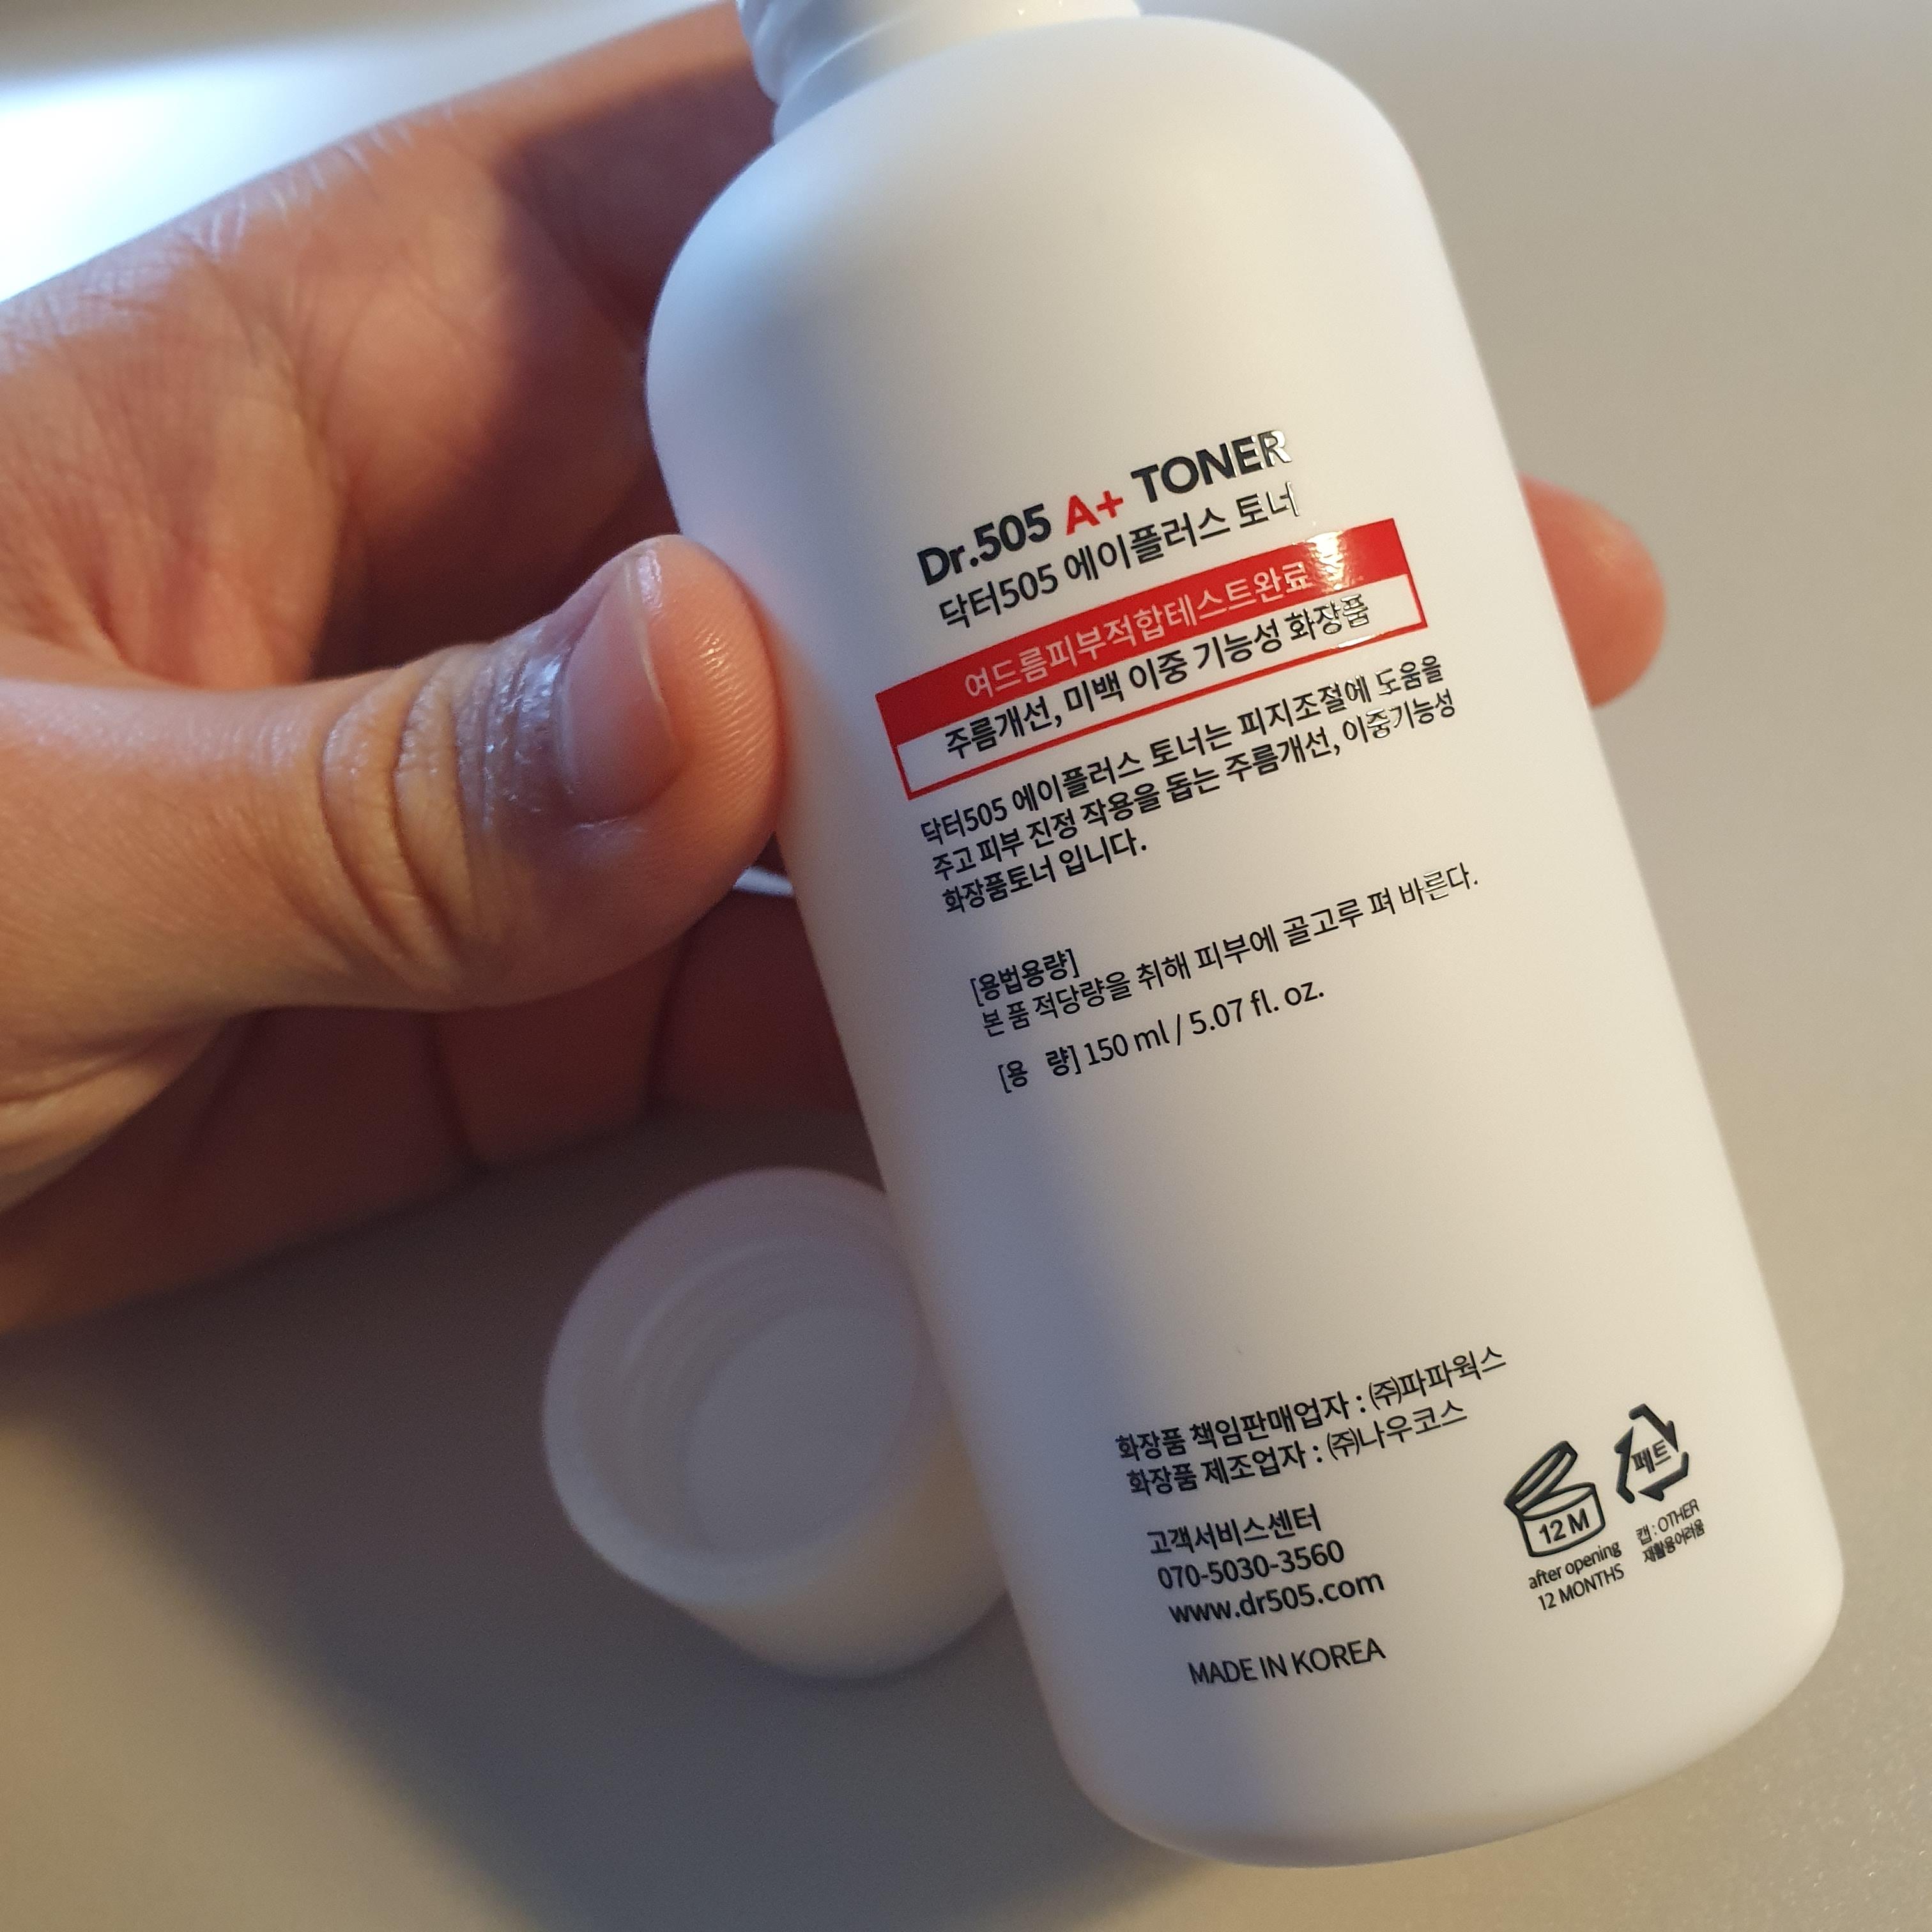 Dr.505 A+ TONER
닥터505 에이플러스 토너
여드름피부적합테스트완료
주름개선, 미백 이중 기능성 화장품
닥터505 에이플러스 토너는 피지조절에 도움을
주고 피부 진정 작용을 돕는 주름개선, 이중기능성
화장품토너 입니다.
[용법용량]
본 품 적당량을 취해 피부에 골고루 펴 바른다.
[용 량] 150 ml / 5.07 fl. oz.
화장품 책임판매업자 : ㈜파파웍스
화장품 제조업자 : ㈜나우코스
고객서비스센터
070-5030-3560
www.dr505.com
MADE IN KOREA
12 M
after opening
12 MONTHS
페트
캡 : OTHER
재활용어려움